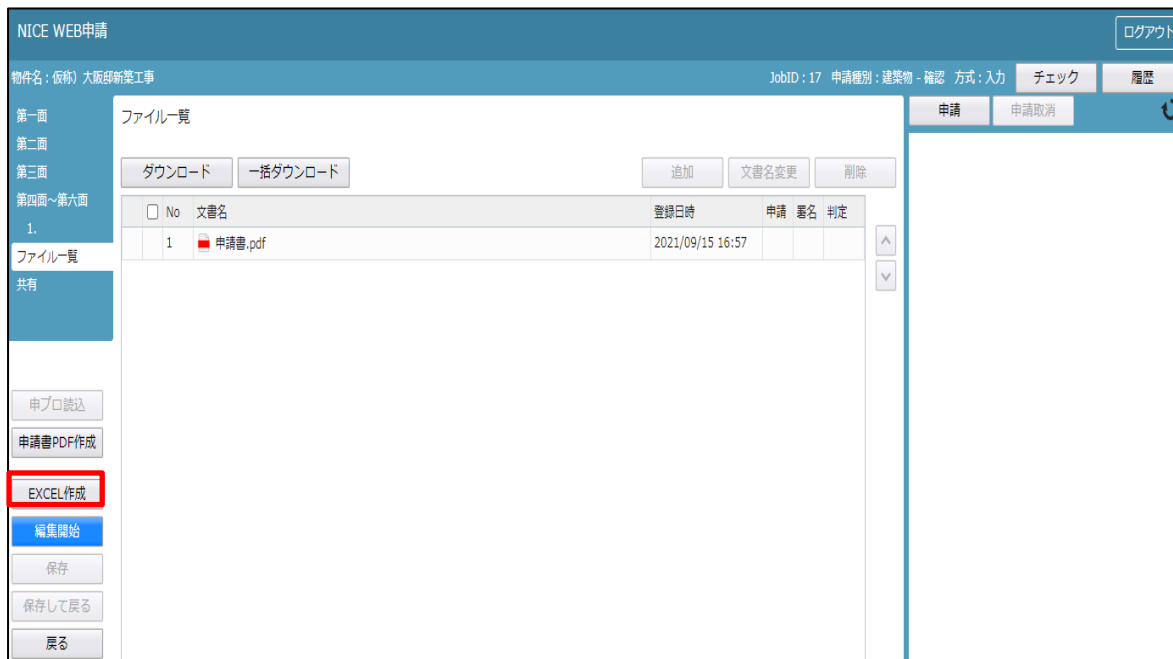 NICE WEB申請
ログアウト
物件名：仮称）大阪邸新築工事
JobID：17 申請種別：建築物 - 確認 方式：入力
チェック
履歴
第一面
第二面
第三面
第四面～第六面
1.
ファイル一覧
共有
ファイル一覧
ダウンロード
一括ダウンロード
追加
文書名変更
削除
No 文書名 登録日時 申請 署名 判定
1 申請書.pdf 2021/09/15 16:57
申請
申請取消
申プロ読込
申請書PDF作成
EXCEL作成
編集開始
保存
保存して戻る
戻る